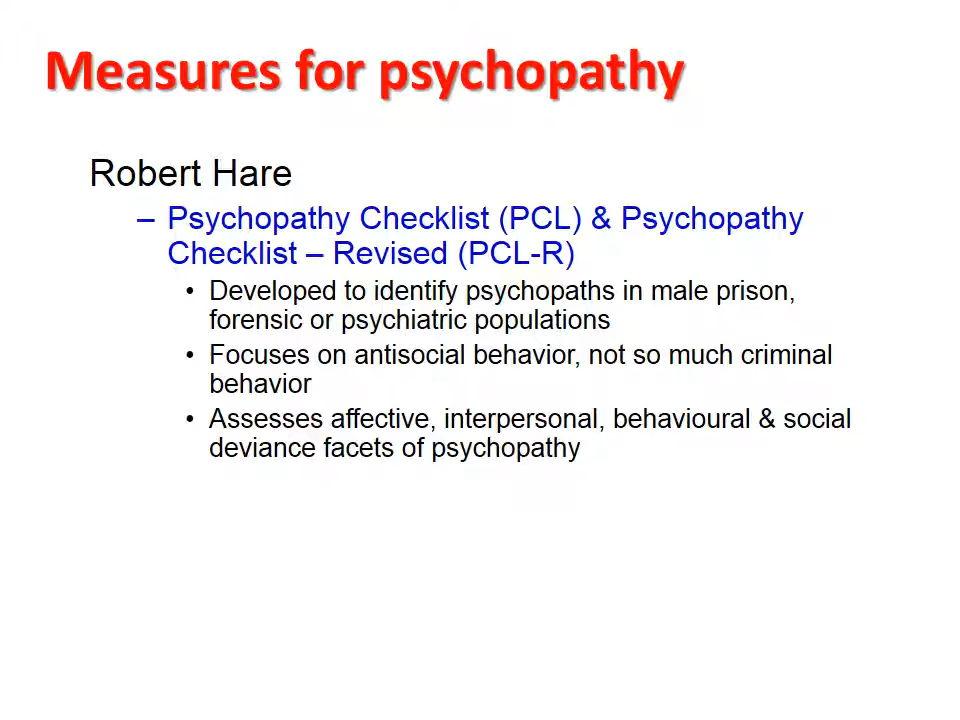 Measures for psychopathy
Robert Hare
– Psychopathy Checklist (PCL) & Psychopathy
Checklist – Revised (PCL-R)
• Developed to identify psychopaths in male prison,
forensic or psychiatric populations
• Focuses on antisocial behavior, not so much criminal
behavior
• Assesses affective, interpersonal, behavioural & social
deviance facets of psychopathy